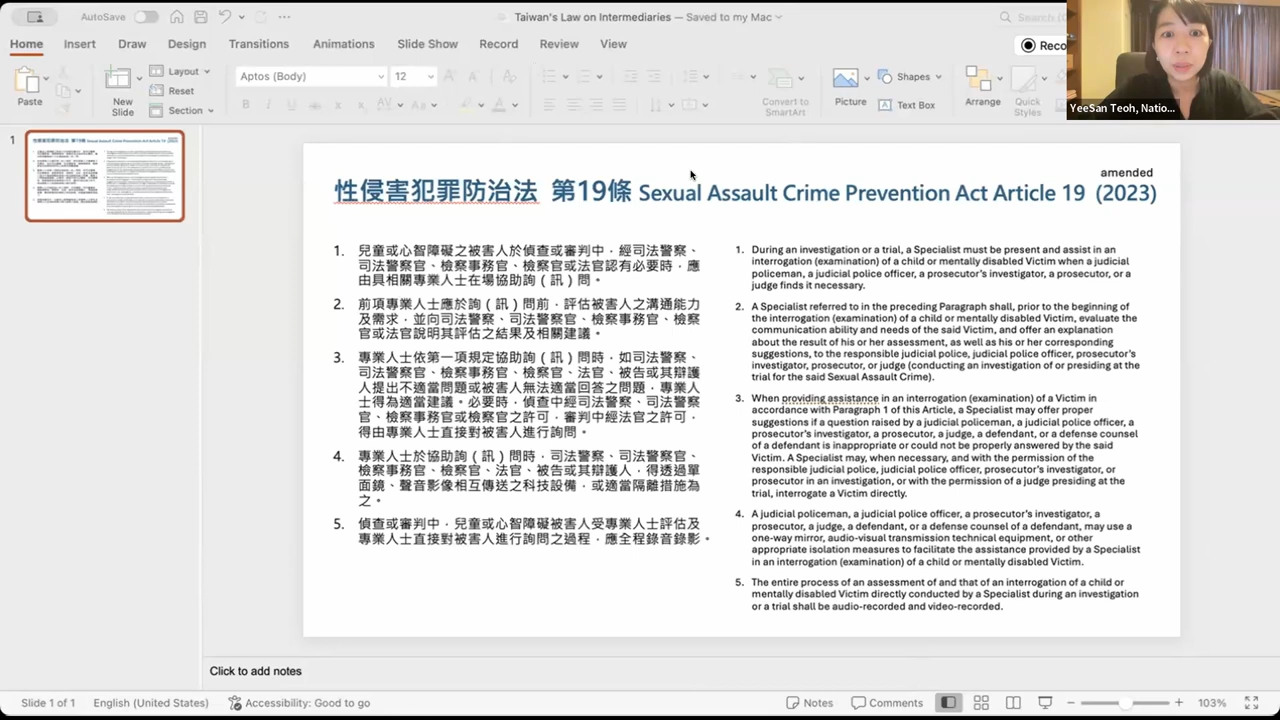 AutoSave
Taiwan's Law on Intermediaries — Saved to my Mac
Search (
Home
Insert
Draw
Design
Transitions
Animations
Slide Show
Record
Review
View
Reco
Paste
New
Slide
Layout
Reset
Section
Aptos (Body)
12
Convert to
SmartArt
Picture
Shapes
Text Box
Arrange
Quick
Styles
YeeSan Teoh, Natio...
1
amended
性侵害犯罪防治法 第19條 Sexual Assault Crime Prevention Act Article 19 (2023)
1. 兒童或心智障礙之被害人於偵查或審判中，經司法警察、
司法警察官、檢察事務官、檢察官或法官認有必要時，應
由具相關專業人士在場協助詢（訊）問。
2. 前項專業人士應於詢（訊）問前，評估被害人之溝通能力
及需求，並向司法警察、司法警察官、檢察事務官、檢察
官或法官說明其評估之結果及相關建議。
3. 專業人士依第一項規定協助詢（訊）問時，如司法警察、
司法警察官、檢察事務官、檢察官、法官、被告或其辯護
人提出不適當問題或被害人無法適當回答之問題，專業人
士得為適當建議。必要時，偵查中經司法警察、司法警察
官、檢察事務官或檢察官之許可，審判中經法官之許可，
得由專業人士直接對被害人進行詢問。
4. 專業人士於協助詢（訊）問時，司法警察、司法警察官、
檢察事務官、檢察官、法官、被告或其辯護人，得透過單
面鏡、聲音影像相互傳送之科技設備，或適當隔離措施為
之。
5. 偵查或審判中，兒童或心智障礙被害人受專業人士評估及
專業人士直接對被害人進行詢問之過程，應全程錄音錄影。
1. During an investigation or a trial, a Specialist must be present and assist in an
interrogation (examination) of a child or mentally disabled Victim when a judicial
policeman, a judicial police officer, a prosecutor's investigator, a prosecutor, or a
judge finds it necessary.
2. A Specialist referred to in the preceding Paragraph shall, prior to the beginning of
the interrogation (examination) of a child or mentally disabled Victim, evaluate the
communication ability and needs of the said Victim, and offer an explanation
about the result of his or her assessment, as well as his or her corresponding
suggestions, to the responsible judicial police, judicial police officer, prosecutor's
investigator, prosecutor, or judge (conducting an investigation of or presiding at the
trial for the said Sexual Assault Crime).
3. When providing assistance in an interrogation (examination) of a Victim in
accordance with Paragraph 1 of this Article, a Specialist may offer proper
suggestions if a question raised by a judicial policeman, a judicial police officer, a
prosecutor's investigator, a prosecutor, a judge, a defendant, or a defense counsel
of a defendant is inappropriate or could not be properly answered by the said
Victim. A Specialist may, when necessary, and with the permission of the
responsible judicial police, judicial police officer, prosecutor's investigator, or
prosecutor in an investigation, or with the permission of a judge presiding at the
trial, interrogate a Victim directly.
4. A judicial policeman, a judicial police officer, a prosecutor's investigator, a
prosecutor, a judge, a defendant, or a defense counsel of a defendant, may use a
one-way mirror, audio-visual transmission technical equipment, or other
appropriate isolation measures to facilitate the assistance provided by a Specialist
in an interrogation (examination) of a child or mentally disabled Victim.
5. The entire process of an assessment of and that of an interrogation of a child or
mentally disabled Victim directly conducted by a Specialist during an investigation
or a trial shall be audio-recorded and video-recorded.
Click to add notes
Slide 1 of 1
English (United States)
Accessibility: Good to go
Notes
Comments
103%